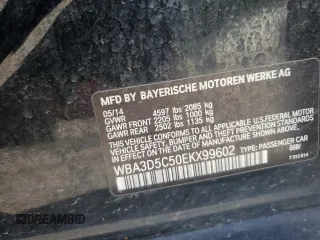 MFD BY BAYERISCHE MOTOREN WERKE AG
05/14
GVWR 4597 lbs 2085 kg
GAWR FRONT 2205 lbs 1000 kg
GAWR REAR 2502 lbs 1135 kg
THIS VEHICLE CONFORMS TO ALL APPLICABLE U.S. FEDERAL MOTOR
VEHICLE SAFETY, BUMPER AND THEFT PREVENTION STANDARDS IN
EFFECT ON THE DATE OF MANUFACTURE SHOWN ABOVE.
WBA3D5C50EKX99602 TYPE: PASSENGER CAR
DREAMBID